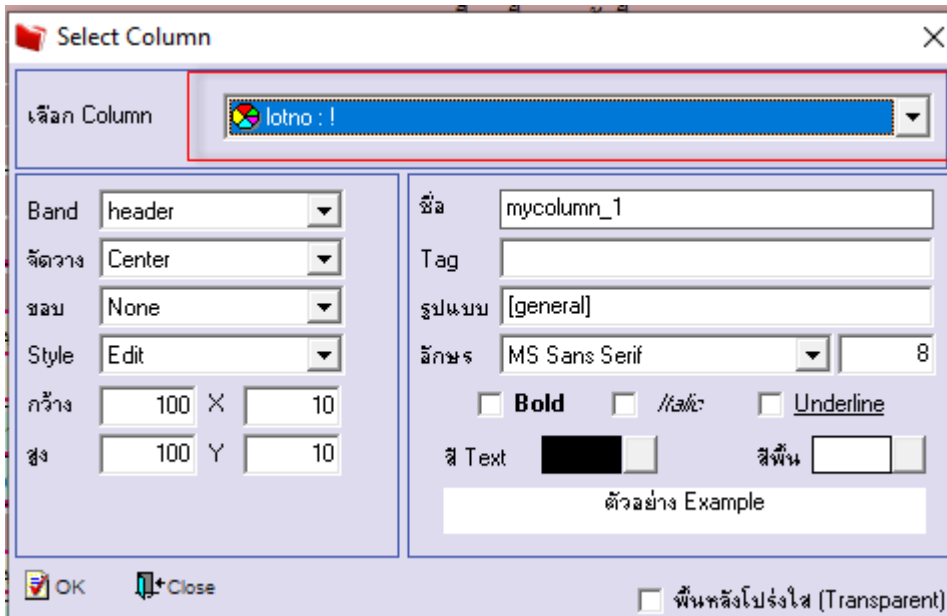 Select Column
เลือก Column
lotno : !
Band
header
จัดวาง
Center
ขอบ
None
Style
Edit
กว้าง
100
X
10
สูง
100
Y
10
ชื่อ
mycolumn_1
Tag
รูปแบบ
[general]
อักษร
MS Sans Serif
8
Bold
Italic
Underline
สี Text
สีพื้น
ตัวอย่าง Example
OK
Close
พื้นหลังโปร่งใส (Transparent)